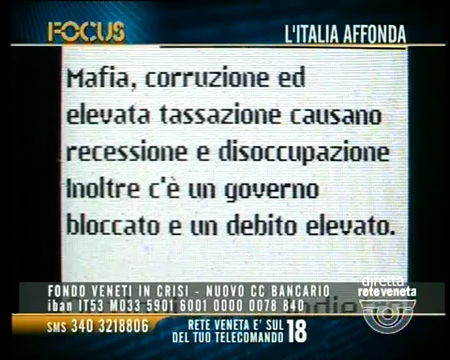 FOCUS
L'ITALIA AFFONDA
Mafia, corruzione ed
elevata tassazione causano
recessione e disoccupazione
Inoltre c'è un governo
bloccato e un debito elevato.
diretta
reteveneta
FONDO VENETI IN CRISI - NUOVO CC BANCARIO
iban IT53 M033 5901 6001 0000 0078 840
SMS 340 3218806
RETE VENETA E' SUL
DEL TUO TELECOMANDO 18